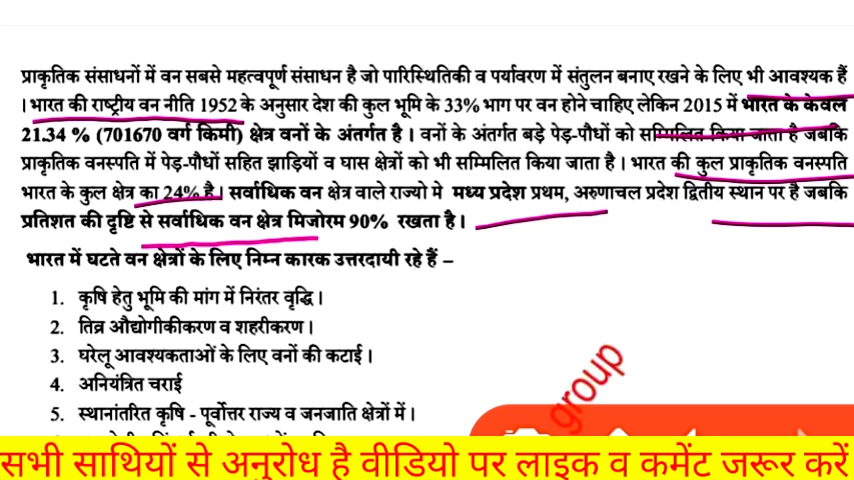 प्राकृतिक संसाधनों में वन सबसे महत्वपूर्ण संसाधन है जो पारिस्थितिकी व पर्यावरण में संतुलन बनाए रखने के लिए भी आवश्यक हैं
। भारत की राष्ट्रीय वन नीति 1952 के अनुसार देश की कुल भूमि के 33% भाग पर वन होने चाहिए लेकिन 2015 में भारत के केवल
21.34 % (701670 वर्ग किमी) क्षेत्र वनों के अंतर्गत है। वनों के अंतर्गत बड़े पेड़-पौधों को सम्मिलित किया जाता है जबकि
प्राकृतिक वनस्पति में पेड़-पौधों सहित झाड़ियों व घास क्षेत्रों को भी सम्मिलित किया जाता है। भारत की कुल प्राकृतिक वनस्पति
भारत के कुल क्षेत्र का 24% है। सर्वाधिक वन क्षेत्र वाले राज्यो मे मध्य प्रदेश प्रथम, अरुणाचल प्रदेश द्वितीय स्थान पर है जबकि
प्रतिशत की दृष्टि से सर्वाधिक वन क्षेत्र मिजोरम 90% रखता है।
भारत में घटते वन क्षेत्रों के लिए निम्न कारक उत्तरदायी रहे हैं –
1. कृषि हेतु भूमि की मांग में निरंतर वृद्धि।
2. तिव्र औद्योगीकीकरण व शहरीकरण।
3. घरेलू आवश्यकताओं के लिए वनों की कटाई।
4. अनियंत्रित चराई
5. स्थानांतरित कृषि - पूर्वोत्तर राज्य व जनजाति क्षेत्रों में।
group
सभी साथियों से अनुरोध है वीडियो पर लाइक व कमेंट जरूर करें